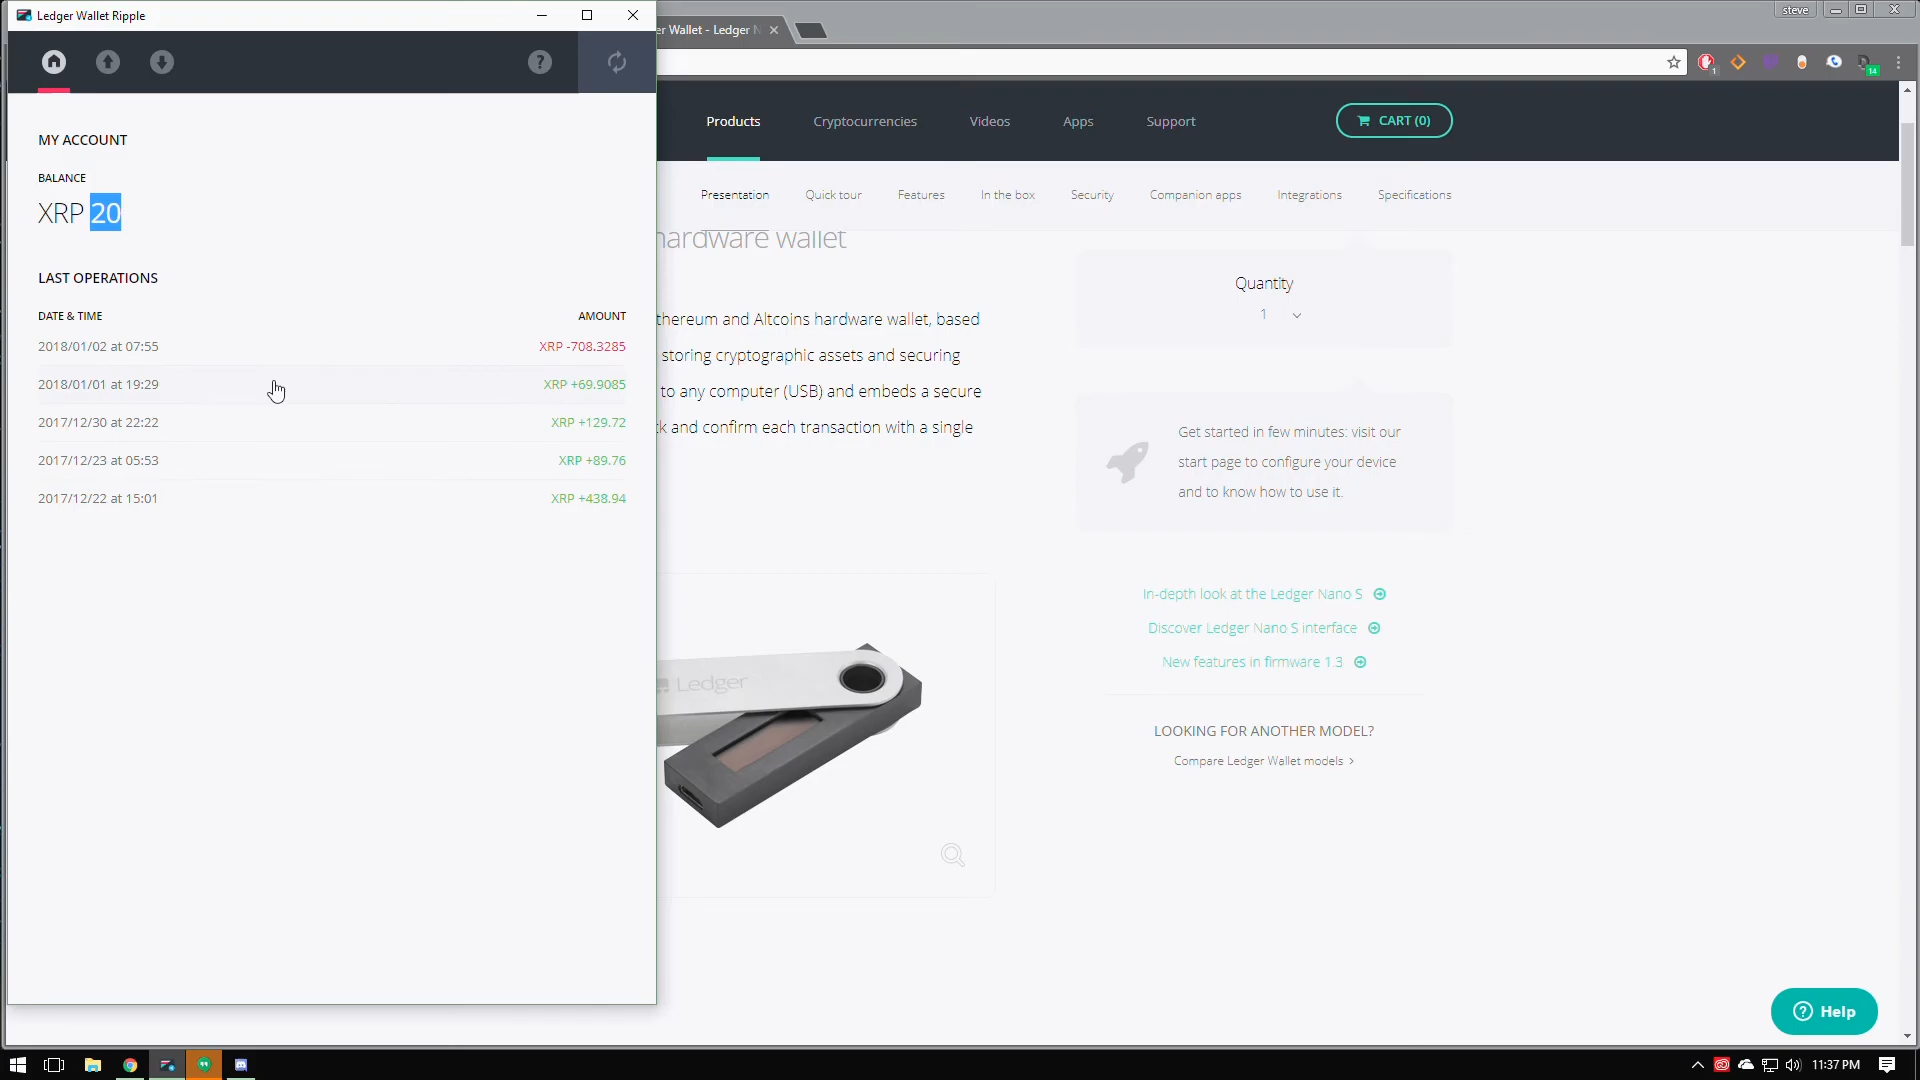 Ledger Wallet Ripple
MY ACCOUNT
BALANCE
XRP 20
LAST OPERATIONS
DATE & TIME AMOUNT
2018/01/02 at 07:55 XRP -708.3285
2018/01/01 at 19:29 XRP +69.9085
2017/12/30 at 22:22 XRP +129.72
2017/12/23 at 05:53 XRP +89.76
2017/12/22 at 15:01 XRP +438.94
Wallet - Ledger
steve
1
14
Products Cryptocurrencies Videos Apps Support CART (0)
Presentation Quick tour Features In the box Security Companion apps Integrations Specifications
hardware wallet
thereum and Altcoins hardware wallet, based
storing cryptographic assets and securing
to any computer (USB) and embeds a secure
k and confirm each transaction with a single
Ledger
Quantity
1
Get started in few minutes: visit our
start page to configure your device
and to know how to use it.
In-depth look at the Ledger Nano S
Discover Ledger Nano S interface
New features in firmware 1.3
LOOKING FOR ANOTHER MODEL?
Compare Ledger Wallet models >
? Help
11:37 PM